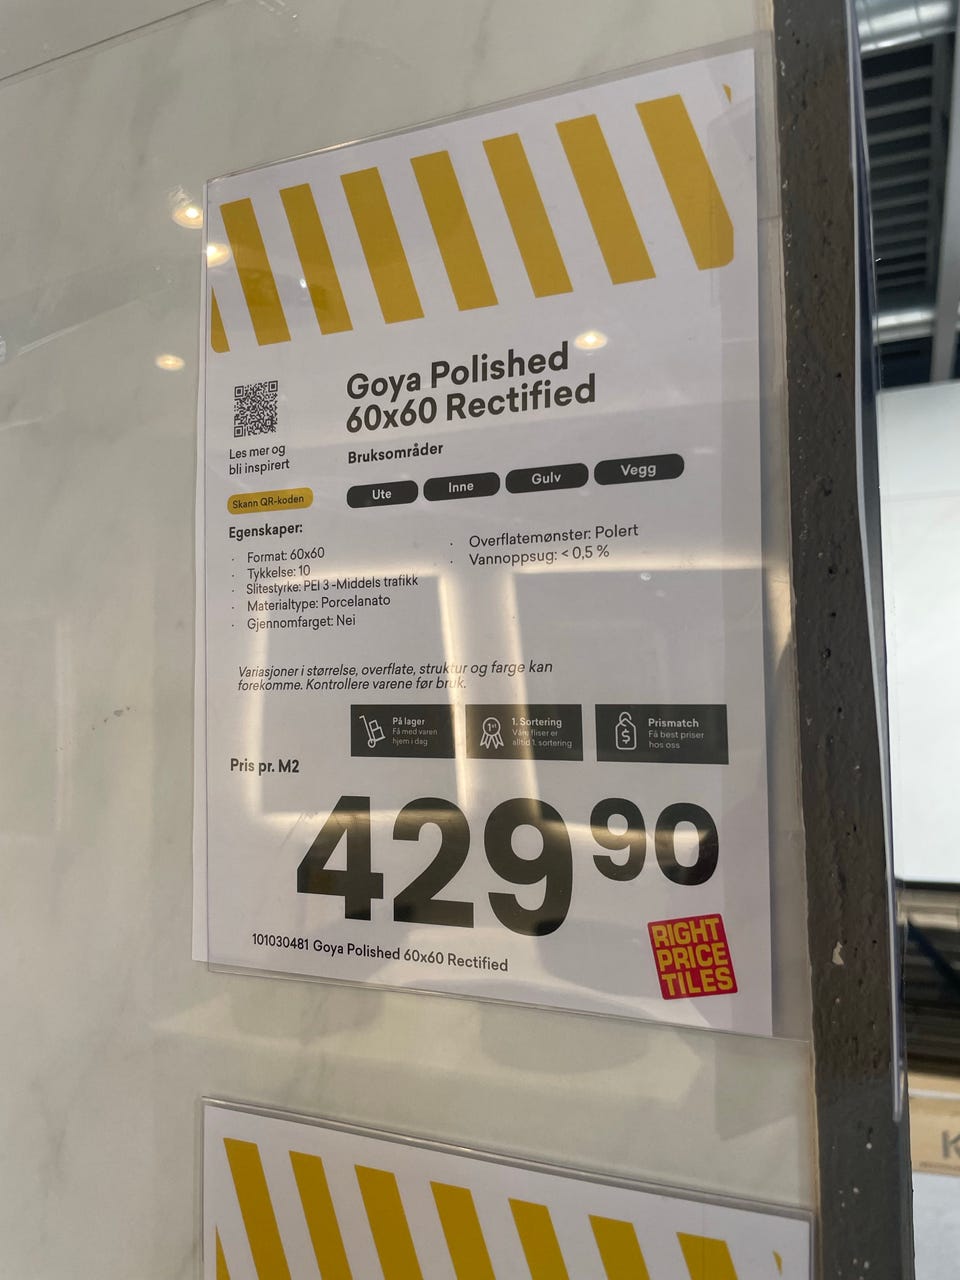 Goya Polished
60x60 Rectified
Les mer og
bli inspirert
Skann QR-koden
Bruksområder
Ute
Inne
Gulv
Vegg
Egenskaper:
· Format: 60x60
· Tykkelse: 10
· Slitestyrke: PEI 3 -Middels trafikk
· Materialtype: Porcelanato
· Gjennomfarget: Nei
· Overflatemønster: Polert
· Vannoppsug: < 0,5 %
Variasjoner i størrelse, overflate, struktur og farge kan
forekomme. Kontrollere varene før bruk.
På lager
Få med varen
hjem i dag
1st
1. Sortering
Våre fliser er
alltid 1. sortering
$
Prismatch
Få best priser
hos oss
Pris pr. M2
429 90
101030481 Goya Polished 60x60 Rectified
RIGHT
PRICE
TILES
K